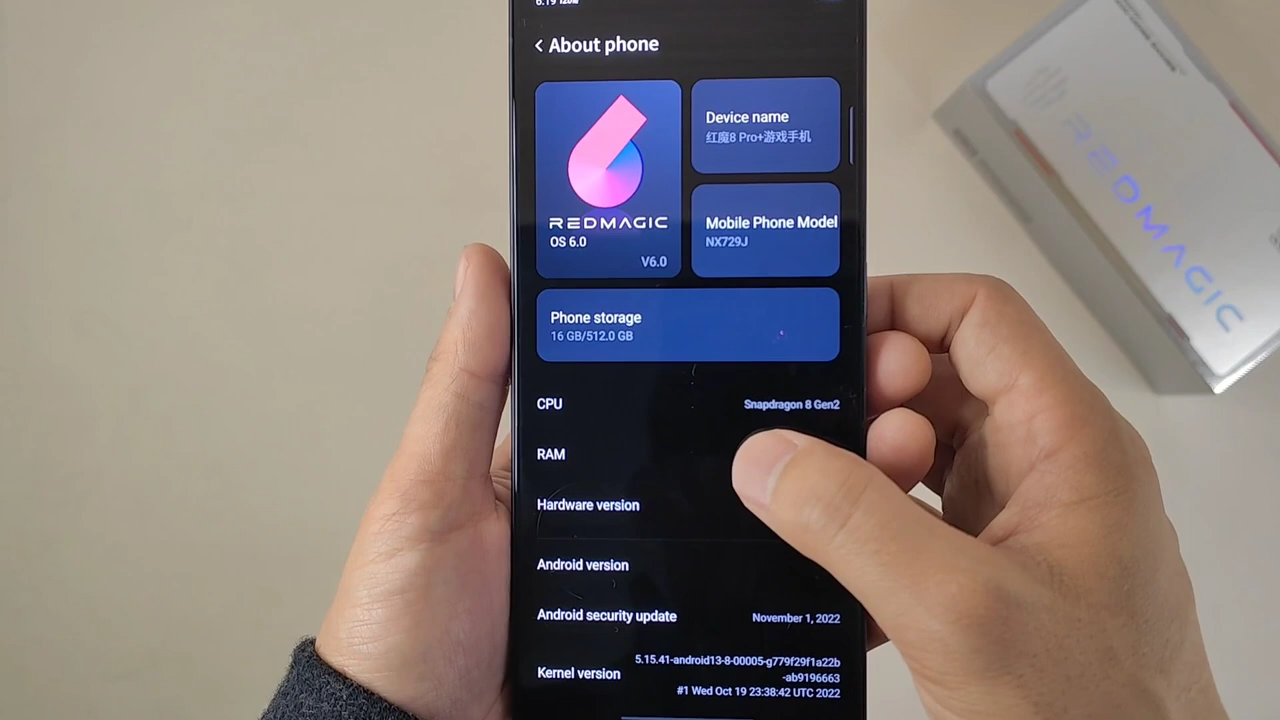 About phone
Device name
红魔8 Pro+游戏手机
REDMAGIC
OS 6.0
V6.0
Mobile Phone Model
NX729J
Phone storage
16 GB/512.0 GB
CPU
Snapdragon 8 Gen2
RAM
Hardware version
Android version
Android security update
November 1, 2022
Kernel version
5.15.41-android13-8-00005-g779f29f1a22b
-ab9196663
#1 Wed Oct 19 23:38:42 UTC 2022
REDMAGIC